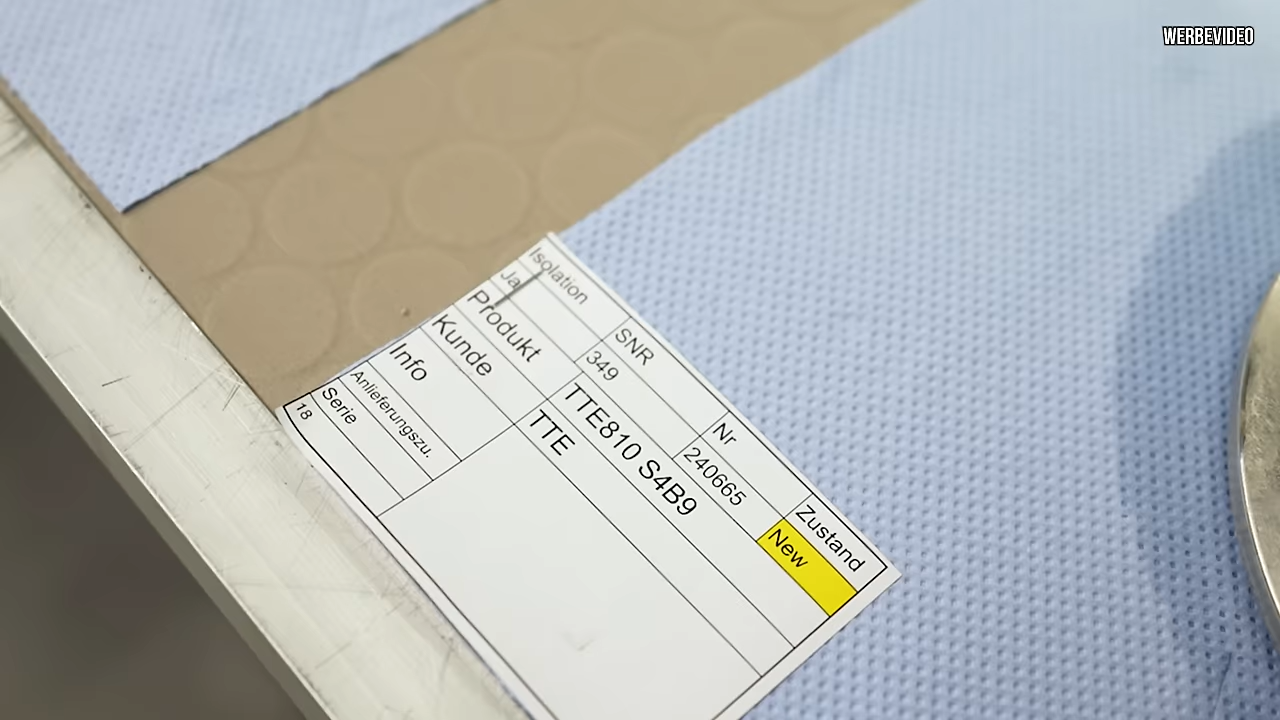 WERBEVIDEO
Isolation SNR Nr Zustand
Ja 349 240665 New
Produkt TTE810 S4B9
Kunde TTE
Info
Anlieferungszu.
Serie
18